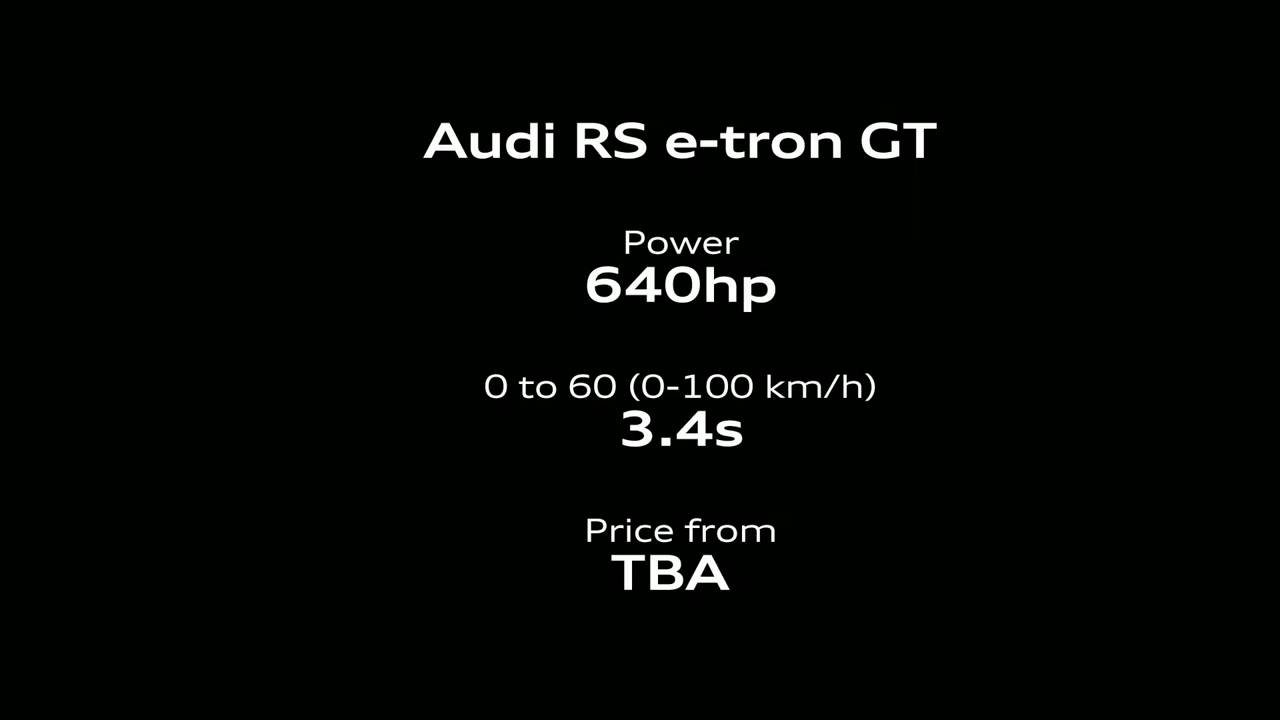 Audi RS e-tron GT
Power
640hp
0 to 60 (0-100 km/h)
3.4s
Price from
TBA